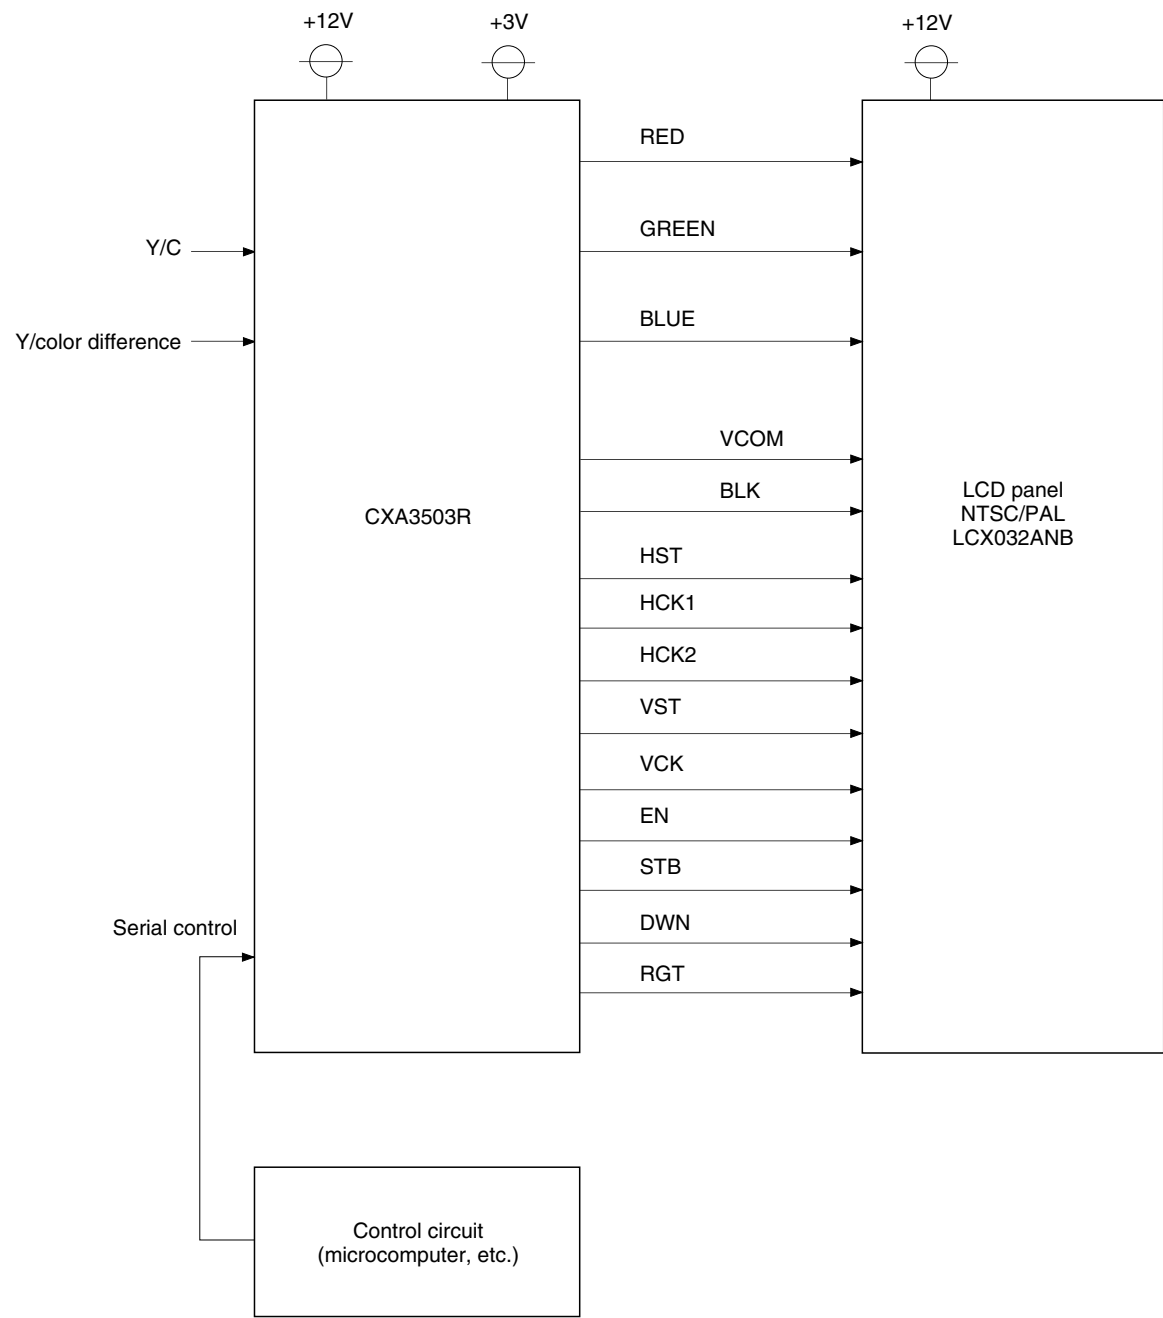 +12V
+3V
+12V
RED
Y/C
GREEN
BLUE
Y/color difference
VCOM
BLK
CXA3503R
LCD panel
NTSC/PAL
LCX032ANB
HST
HCK1
HCK2
VST
VCK
EN
STB
DWN
Serial control
RGT
Control circuit
(microcomputer, etc.)